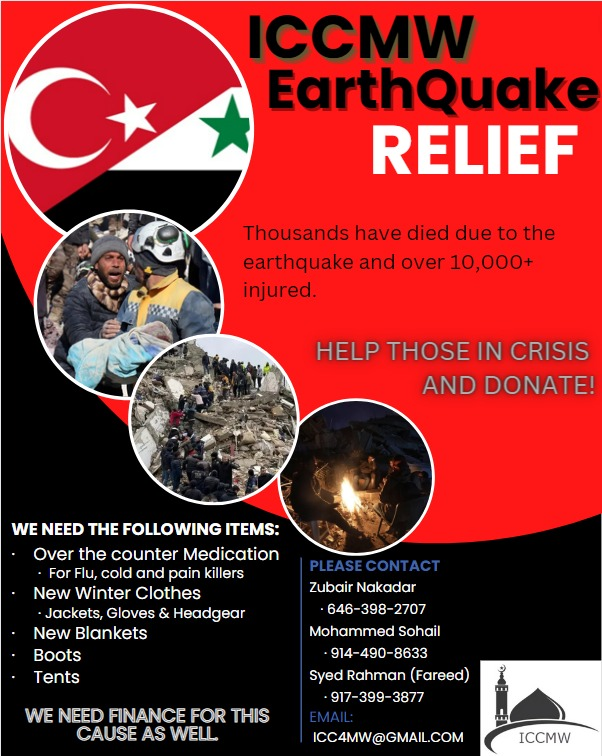 ICCMW
EarthQuake
RELIEF
Thousands have died due to the
earthquake and over 10,000+
injured.
HELP THOSE IN CRISIS
AND DONATE!
WE NEED THE FOLLOWING ITEMS:
· Over the counter Medication
· For Flu, cold and pain killers
· New Winter Clothes
· Jackets, Gloves & Headgear
· New Blankets
· Boots
· Tents
WE NEED FINANCE FOR THIS
CAUSE AS WELL.
PLEASE CONTACT
Zubair Nakadar
· 646-398-2707
Mohammed Sohail
· 914-490-8633
Syed Rahman (Fareed)
· 917-399-3877
EMAIL:
ICC4MW@GMAIL.COM
ICCMW